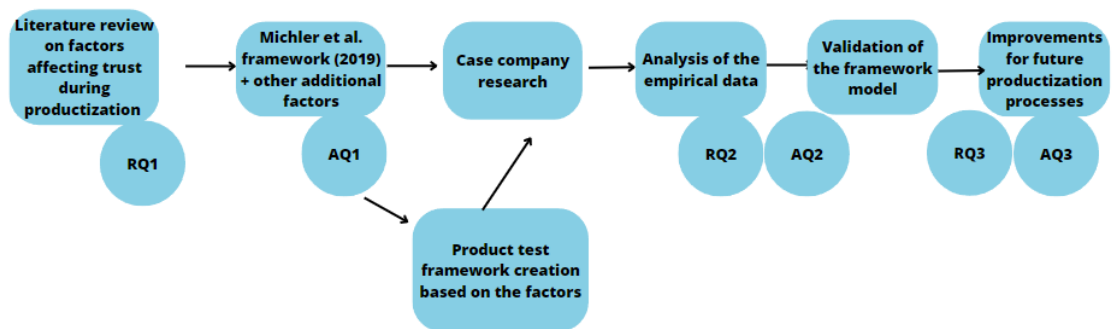 Literature review
on factors
affecting trust
during
productization
RQ1
Michler et al.
framework (2019)
+ other additional
factors
AQ1
Product test
framework creation
based on the factors
Case company
research
Analysis of the
empirical data
RQ2
AQ2
Validation of
the framework
model
Improvements
for future
productization
processes
RQ3
AQ3